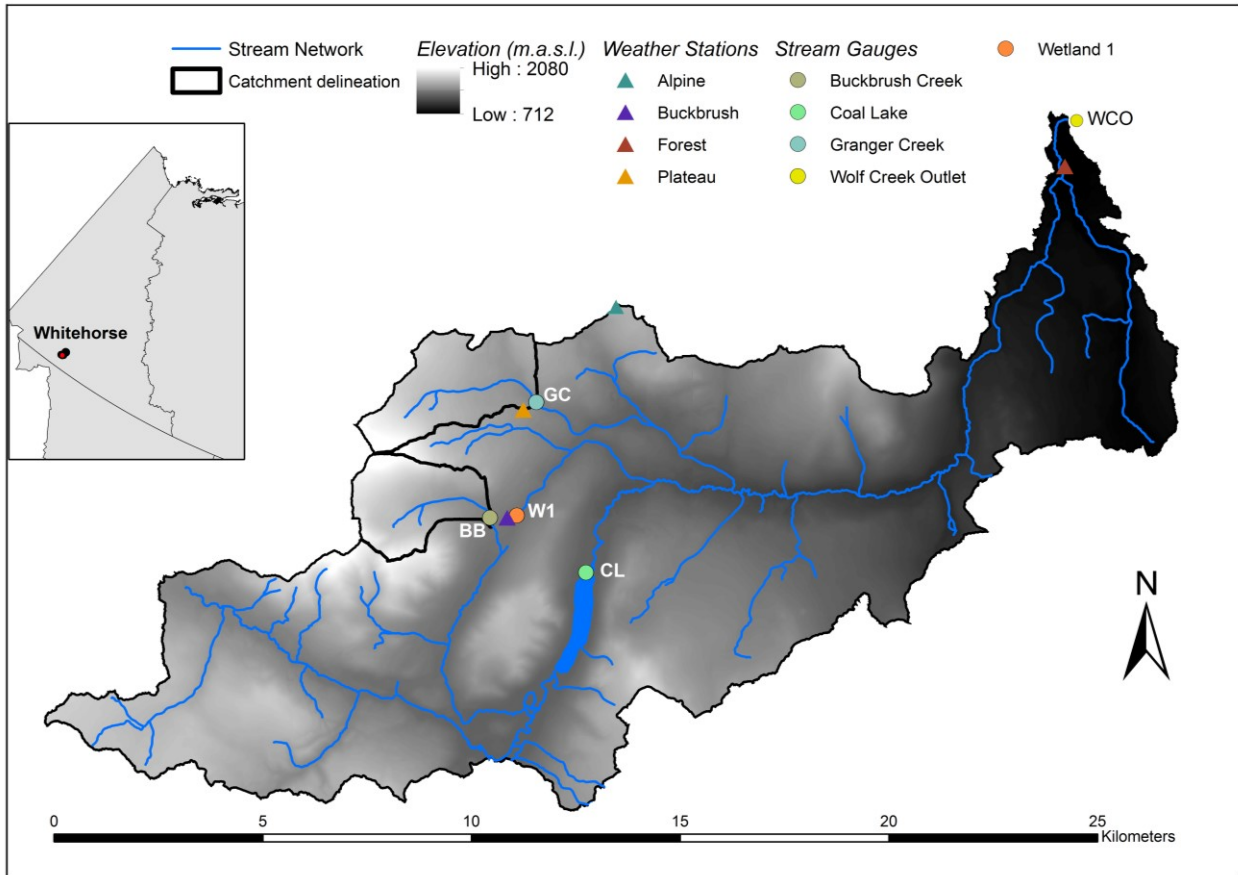 Stream Network
Catchment delineation
Elevation (m.a.s.l.)
High : 2080
Low : 712
Weather Stations
Alpine
Buckbrush
Forest
Plateau
Stream Gauges
Buckbrush Creek
Coal Lake
Granger Creek
Wolf Creek Outlet
Wetland 1
WCO
Whitehorse
GC
W1
BB
CL
N
0 5 10 15 20 25
Kilometers